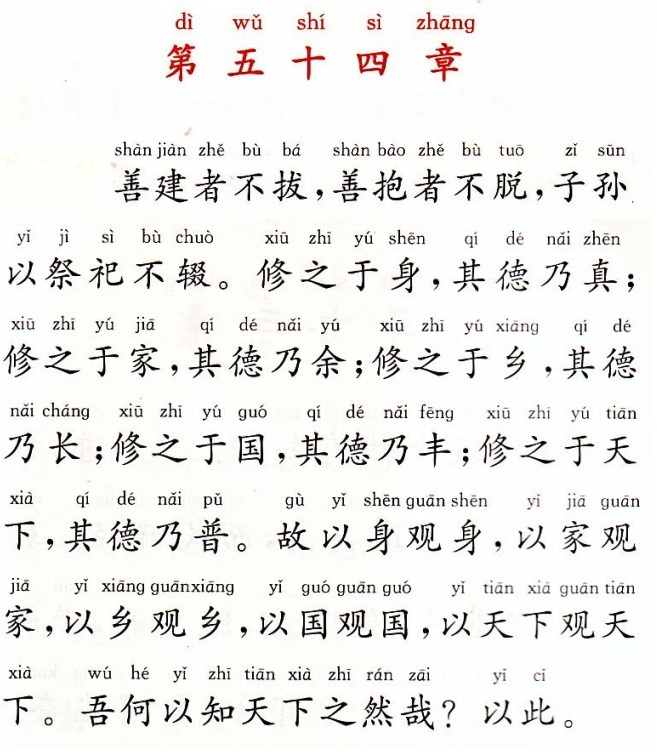 dì wǔ shí sì zhāng
第五十四章
shàn jiàn zhě bù bá shàn bào zhě bù tuō zǐ sūn
善建者不拔，善抱者不脱，子孙
yǐ jì sì bù chuò xiū zhī yú shēn qí dé nǎi zhēn
以祭祀不辍。修之于身，其德乃真；
xiū zhī yú jiā qí dé nǎi yú xiū zhī yú xiāng qí dé
修之于家，其德乃余；修之于乡，其德
nǎi cháng xiū zhī yú guó qí dé nǎi fēng xiū zhī yú tiān
乃长；修之于国，其德乃丰；修之于天
xià qí dé nǎi pǔ gù yǐ shēn guān shēn yǐ jiā guān
下，其德乃普。故以身观身，以家观
jiā yǐ xiāng guān xiāng yǐ guó guān guó yǐ tiān xià guān tiān
家，以乡观乡，以国观国，以天下观天
xià wú hé yǐ zhī tiān xià zhī rán zāi yǐ cǐ
下。吾何以知天下之然哉？以此。